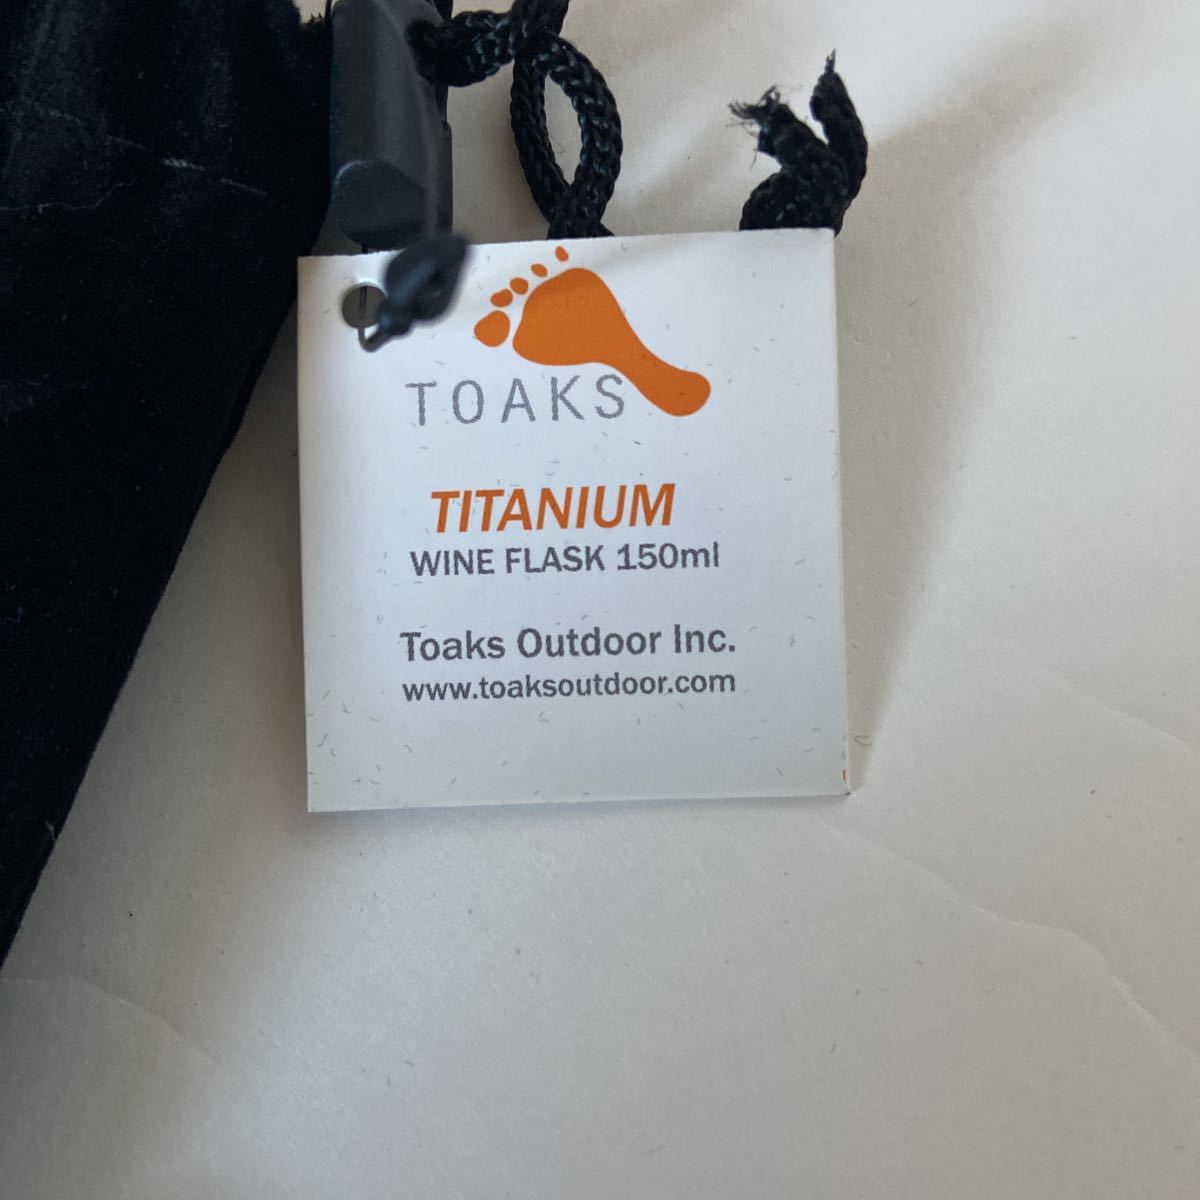 TOAKS
TITANIUM
WINE FLASK 150ml
Toaks Outdoor Inc.
www.toaksoutdoor.com